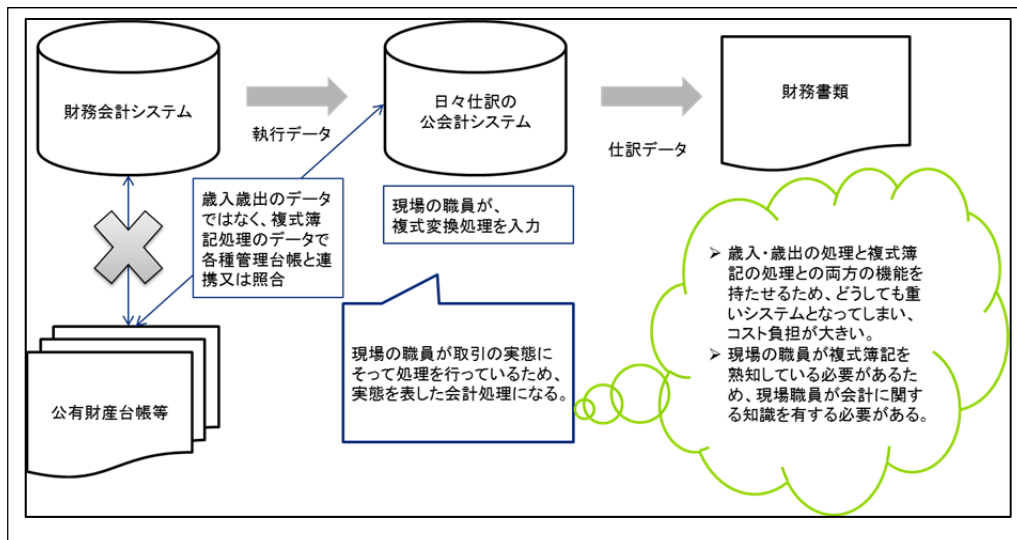 財務会計システム
執行データ
日々仕訳の
公会計システム
仕訳データ
財務書類
歳入歳出のデータ
ではなく、複式簿
記処理のデータで
各種管理台帳と連
携又は照合
現場の職員が、
複式変換処理を入力
公有財産台帳等
現場の職員が取引の実態に
そって処理を行っているため、
実態を表した会計処理になる。
➢ 歳入・歳出の処理と複式簿
記の処理との両方の機能を
持たせるため、どうしても重
いシステムとなってしまい、
コスト負担が大きい。
➢ 現場の職員が複式簿記を
熟知している必要があるた
め、現場職員が会計に関す
る知識を有する必要がある。